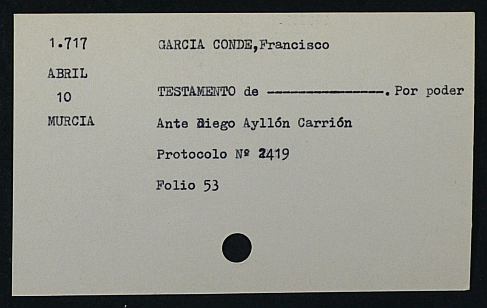 1.717 GARCIA CONDE,Francisco
ABRIL
10 TESTAMENTO de ----------------. Por poder
MURCIA Ante Diego Ayllón Carrión
Protocolo Nº 2419
Folio 53